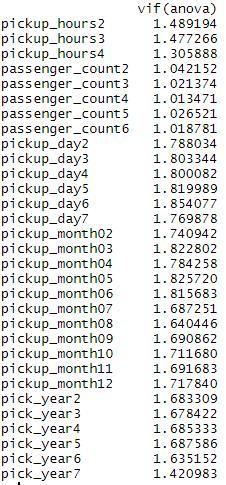 vif(anova)
pickup_hours2 1.489194
pickup_hours3 1.477266
pickup_hours4 1.305888
passenger_count2 1.042152
passenger_count3 1.021374
passenger_count4 1.013471
passenger_count5 1.026521
passenger_count6 1.018781
pickup_day2 1.788034
pickup_day3 1.803344
pickup_day4 1.800082
pickup_day5 1.819989
pickup_day6 1.854077
pickup_day7 1.769878
pickup_month02 1.740942
pickup_month03 1.822802
pickup_month04 1.784258
pickup_month05 1.825720
pickup_month06 1.815683
pickup_month07 1.687251
pickup_month08 1.640446
pickup_month09 1.690862
pickup_month10 1.711680
pickup_month11 1.691683
pickup_month12 1.717840
pick_year2 1.683309
pick_year3 1.678422
pick_year4 1.685333
pick_year5 1.687586
pick_year6 1.635152
pick_year7 1.420983